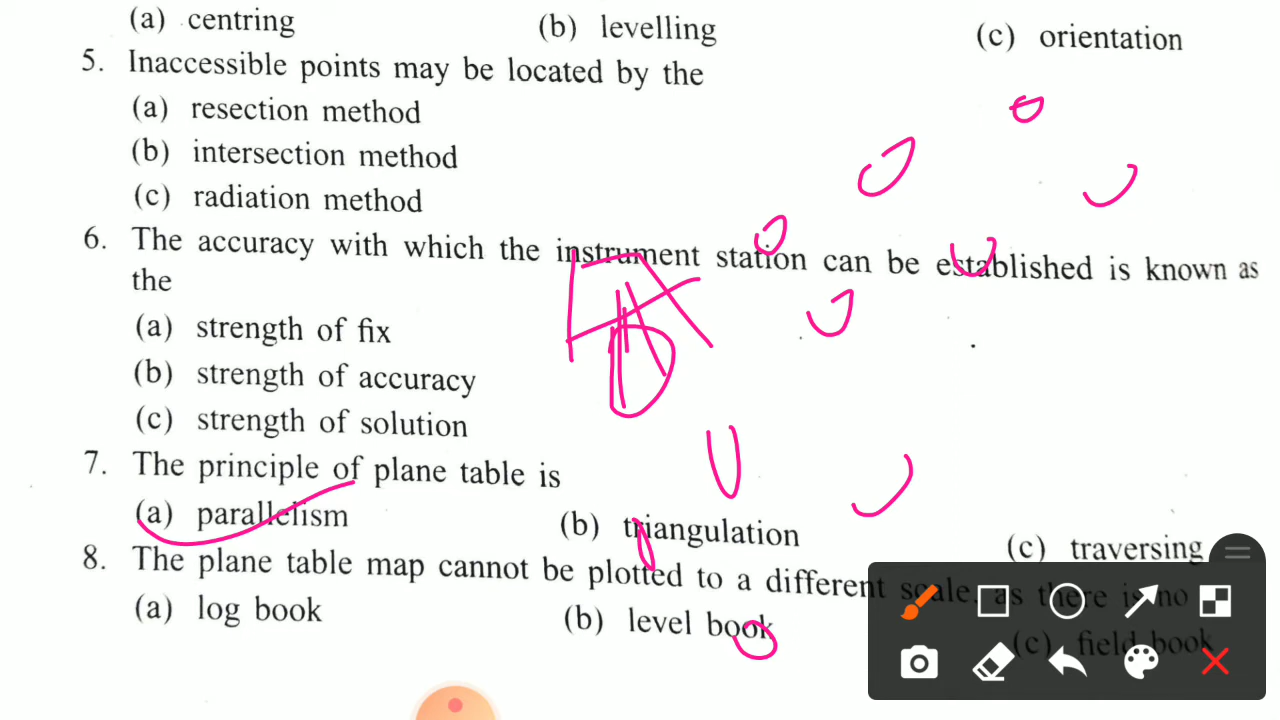 (a) centring (b) levelling (c) orientation
5. Inaccessible points may be located by the
(a) resection method
(b) intersection method
(c) radiation method
6. The accuracy with which the instrument station can be established is known as
the
(a) strength of fix
(b) strength of accuracy
(c) strength of solution
7. The principle of plane table is
(a) parallelism (b) triangulation (c) traversing
8. The plane table map cannot be plotted to a different scale, as there is no
(a) log book (b) level book (c) field book